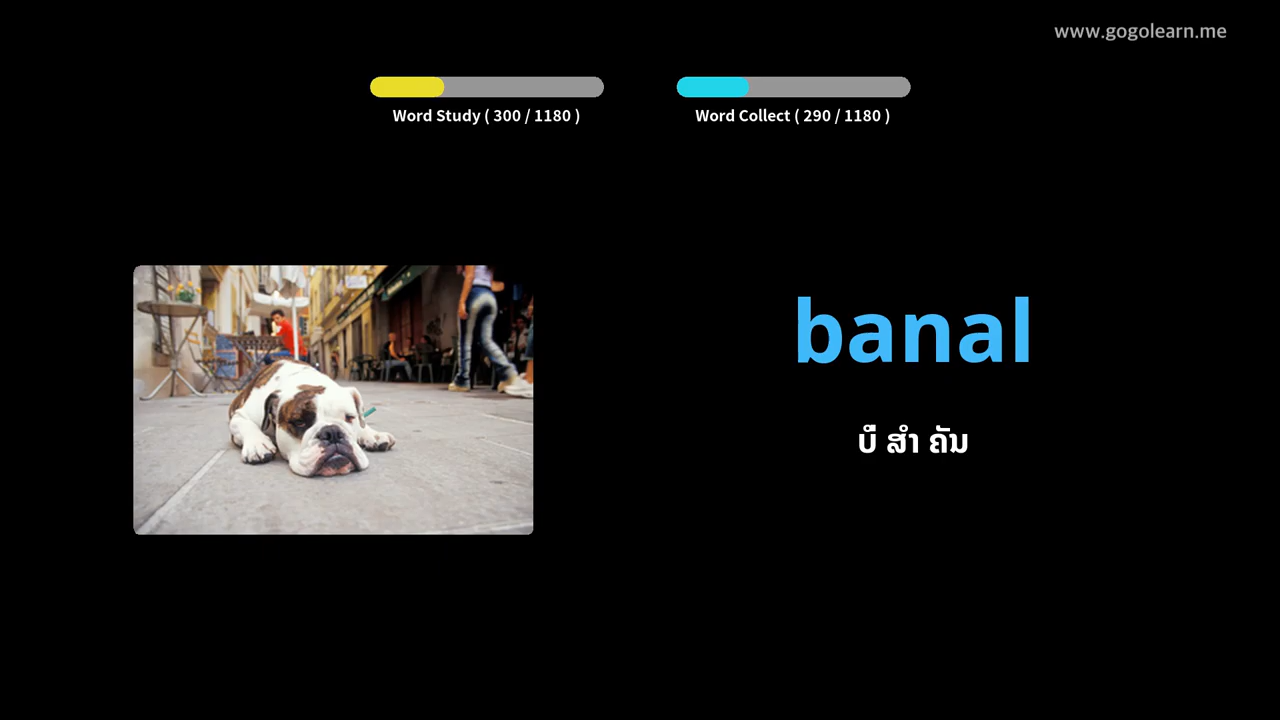 www.gogolearn.me
Word Study ( 300 / 1180 )
Word Collect ( 290 / 1180 )
banal
ບໍ່ ສຳ ຄັນ